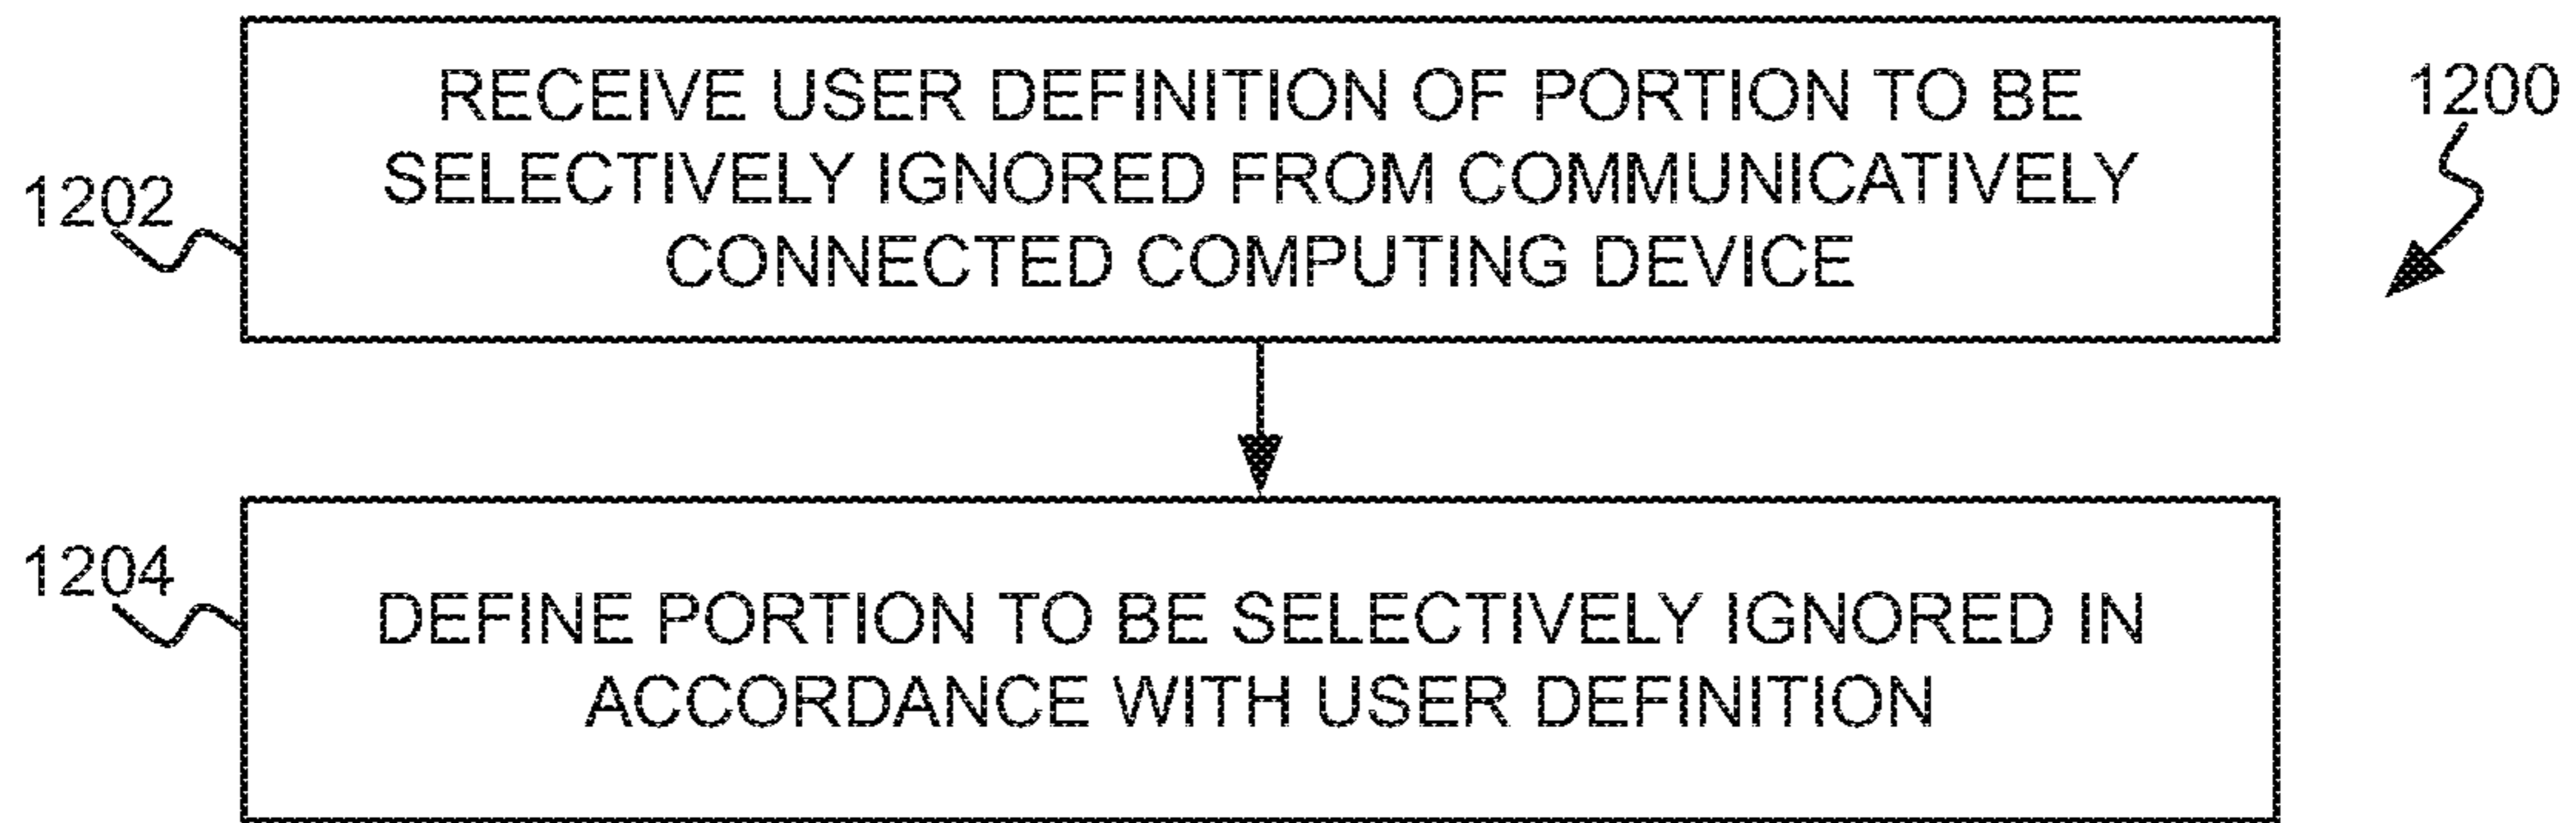 1200
1202
RECEIVE USER DEFINITION OF PORTION TO BE
SELECTIVELY IGNORED FROM COMMUNICATIVELY
CONNECTED COMPUTING DEVICE
1204
DEFINE PORTION TO BE SELECTIVELY IGNORED IN
ACCORDANCE WITH USER DEFINITION